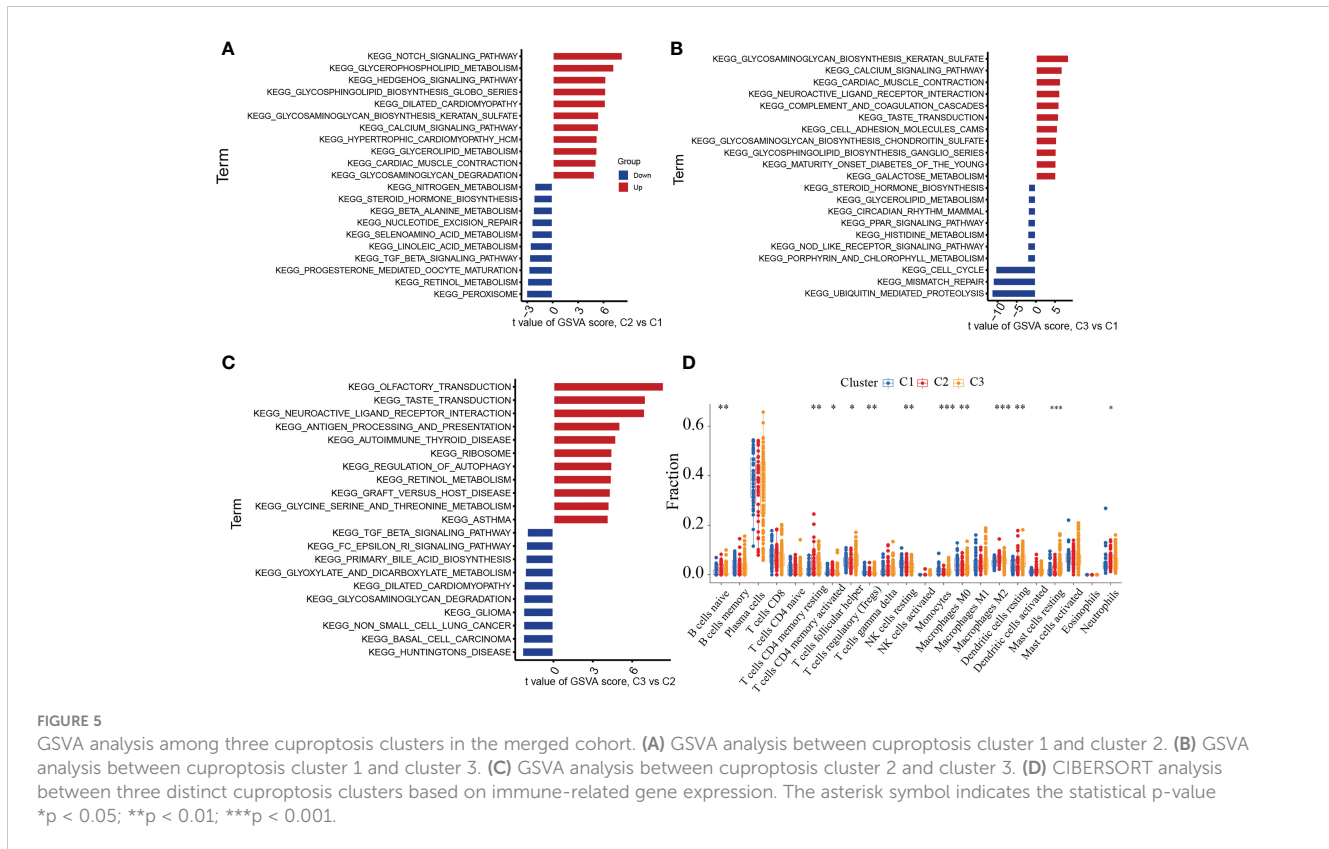 A
KEGG_NOTCH_SIGNALING_PATHWAY
KEGG_GLYCEROPHOSPHOLIPID_METABOLISM
KEGG_HEDGEHOG_SIGNALING_PATHWAY
KEGG_GLYCOSPHINGOLIPID_BIOSYNTHESIS_GLOBO_SERIES
KEGG_DILATED_CARDIOMYOPATHY
KEGG_GLYCOSAMINOGLYCAN_BIOSYNTHESIS_KERATAN_SULFATE
KEGG_CALCIUM_SIGNALING_PATHWAY
KEGG_HYPERTROPHIC_CARDIOMYOPATHY_HCM
KEGG_GLYCEROLIPID_METABOLISM
KEGG_CARDIAC_MUSCLE_CONTRACTION
KEGG_GLYCOSAMINOGLYCAN_DEGRADATION
KEGG_NITROGEN_METABOLISM
KEGG_STEROID_HORMONE_BIOSYNTHESIS
KEGG_BETA_ALANINE_METABOLISM
KEGG_NUCLEOTIDE_EXCISION_REPAIR
KEGG_SELENOAMINO_ACID_METABOLISM
KEGG_LINOLEIC_ACID_METABOLISM
KEGG_TGF_BETA_SIGNALING_PATHWAY
KEGG_PROGESTERONE_MEDIATED_OOCYTE_MATURATION
KEGG_RETINOL_METABOLISM
KEGG_PEROXISOME
Term
Group
Down
Up
−3 0 3 6
t value of GSVA score, C2 vs C1
B
KEGG_GLYCOSAMINOGLYCAN_BIOSYNTHESIS_KERATAN_SULFATE
KEGG_CALCIUM_SIGNALING_PATHWAY
KEGG_CARDIAC_MUSCLE_CONTRACTION
KEGG_NEUROACTIVE_LIGAND_RECEPTOR_INTERACTION
KEGG_COMPLEMENT_AND_COAGULATION_CASCADES
KEGG_TASTE_TRANSDUCTION
KEGG_CELL_ADHESION_MOLECULES_CAMS
KEGG_GLYCOSAMINOGLYCAN_BIOSYNTHESIS_CHONDROITIN_SULFATE
KEGG_GLYCOSPHINGOLIPID_BIOSYNTHESIS_GANGLIO_SERIES
KEGG_MATURITY_ONSET_DIABETES_OF_THE_YOUNG
KEGG_GALACTOSE_METABOLISM
KEGG_STEROID_HORMONE_BIOSYNTHESIS
KEGG_GLYCEROLIPID_METABOLISM
KEGG_CIRCADIAN_RHYTHM_MAMMAL
KEGG_PPAR_SIGNALING_PATHWAY
KEGG_HISTIDINE_METABOLISM
KEGG_NOD_LIKE_RECEPTOR_SIGNALING_PATHWAY
KEGG_PORPHYRIN_AND_CHLOROPHYLL_METABOLISM
KEGG_CELL_CYCLE
KEGG_MISMATCH_REPAIR
KEGG_UBIQUITIN_MEDIATED_PROTEOLYSIS
Term
−10 −5 0 5
t value of GSVA score, C3 vs C1
C
KEGG_OLFACTORY_TRANSDUCTION
KEGG_TASTE_TRANSDUCTION
KEGG_NEUROACTIVE_LIGAND_RECEPTOR_INTERACTION
KEGG_ANTIGEN_PROCESSING_AND_PRESENTATION
KEGG_AUTOIMMUNE_THYROID_DISEASE
KEGG_RIBOSOME
KEGG_REGULATION_OF_AUTOPHAGY
KEGG_RETINOL_METABOLISM
KEGG_GRAFT_VERSUS_HOST_DISEASE
KEGG_GLYCINE_SERINE_AND_THREONINE_METABOLISM
KEGG_ASTHMA
KEGG_TGF_BETA_SIGNALING_PATHWAY
KEGG_FC_EPSILON_RI_SIGNALING_PATHWAY
KEGG_PRIMARY_BILE_ACID_BIOSYNTHESIS
KEGG_GLYOXYLATE_AND_DICARBOXYLATE_METABOLISM
KEGG_DILATED_CARDIOMYOPATHY
KEGG_GLYCOSAMINOGLYCAN_DEGRADATION
KEGG_GLIOMA
KEGG_NON_SMALL_CELL_LUNG_CANCER
KEGG_BASAL_CELL_CARCINOMA
KEGG_HUNTINGTONS_DISEASE
Term
0 3 6
t value of GSVA score, C3 vs C2
D
Cluster C1 C2 C3
** ** * * ** ** *** ** *** ** *** *
0.6
0.4
0.2
0.0
Fraction
B cells naive
B cells memory
Plasma cells
T cells CD8
T cells CD4 naive
T cells CD4 memory resting
T cells CD4 memory activated
T cells follicular helper
T cells regulatory (Tregs)
T cells gamma delta
NK cells resting
NK cells activated
Monocytes
Macrophages M0
Macrophages M1
Macrophages M2
Dendritic cells resting
Dendritic cells activated
Mast cells resting
Mast cells activated
Eosinophils
Neutrophils
FIGURE 5
GSVA analysis among three cuproptosis clusters in the merged cohort. (A) GSVA analysis between cuproptosis cluster 1 and cluster 2. (B) GSVA
analysis between cuproptosis cluster 1 and cluster 3. (C) GSVA analysis between cuproptosis cluster 2 and cluster 3. (D) CIBERSORT analysis
between three distinct cuproptosis clusters based on immune-related gene expression. The asterisk symbol indicates the statistical p-value
*p < 0.05; **p < 0.01; ***p < 0.001.